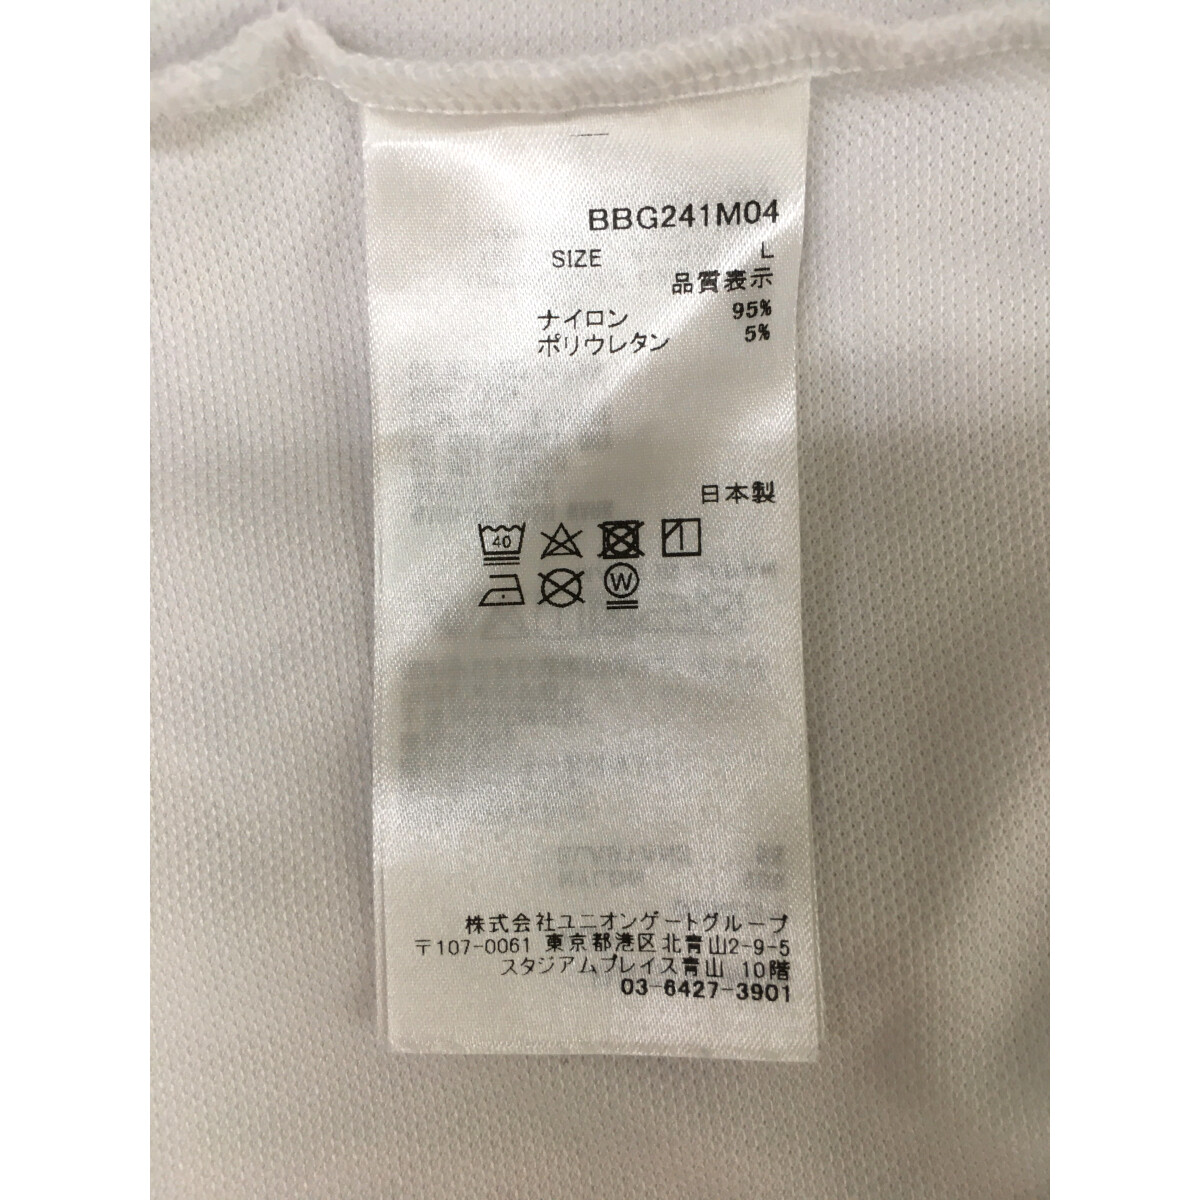 BBG241M04
SIZE L
品質表示
ナイロン 95%
ポリウレタン 5%
日本製
40
W
株式会社ユニオンゲートグループ
〒107-0061 東京都港区北青山2-9-5
スタジアムプレイス青山 10階
03-6427-3901